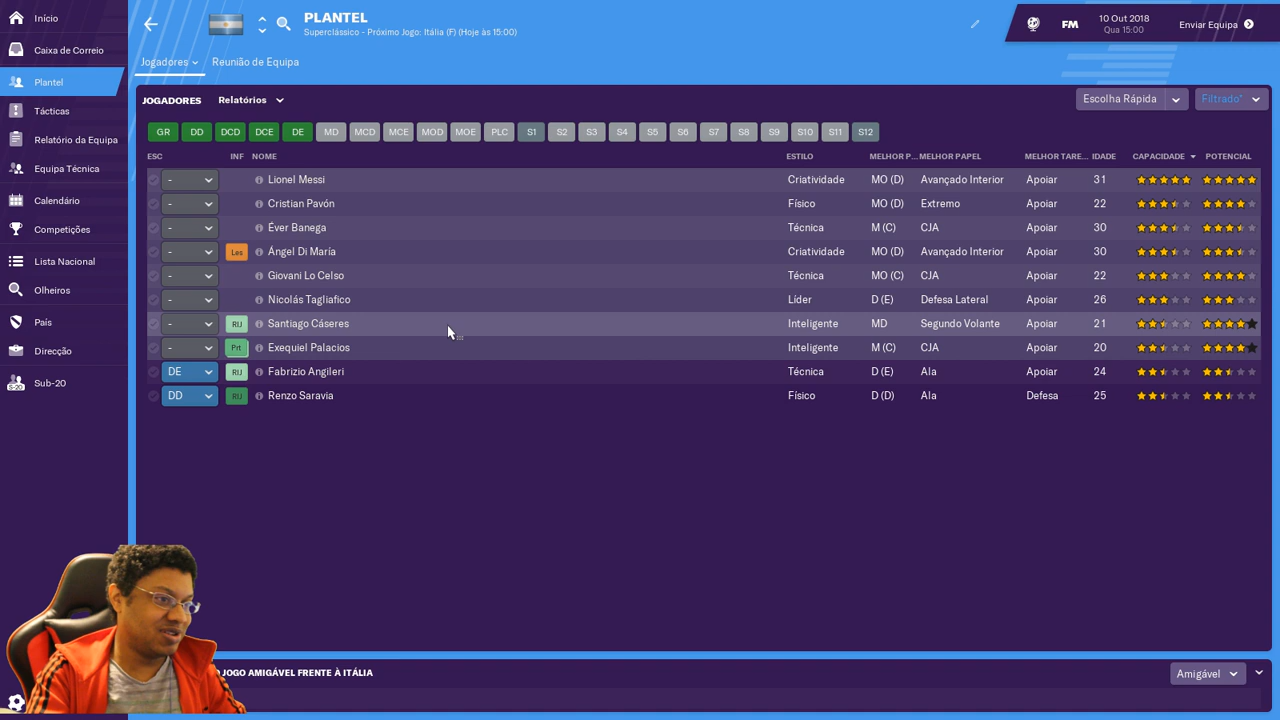 Início
Caixa de Correio
Plantel
Tácticas
Relatório da Equipa
Equipa Técnica
Calendário
Competições
Lista Nacional
Olheiros
País
Direcção
Sub-20
S-20
PLANTEL
Superclássico - Próximo Jogo: Itália (F) (Hoje às 15:00)
FM
10 Out 2018
Qua 15:00
Enviar Equipa
Jogadores
Reunião de Equipa
JOGADORES
Relatórios
Escolha Rápida
Filtrado*
GR DD DCD DCE DE MD MCD MCE MOD MOE PLC S1 S2 S3 S4 S5 S6 S7 S8 S9 S10 S11 S12
ESC INF NOME ESTILO MELHOR P... MELHOR PAPEL MELHOR TARE... IDADE CAPACIDADE POTENCIAL
- Lionel Messi Criatividade MO (D) Avançado Interior Apoiar 31
- Cristian Pavón Físico MO (D) Extremo Apoiar 22
- Éver Banega Técnica M (C) CJA Apoiar 30
- Les Ángel Di María Criatividade MO (D) Avançado Interior Apoiar 30
- Giovani Lo Celso Técnica MO (C) CJA Apoiar 22
- Nicolás Tagliafico Líder D (E) Defesa Lateral Apoiar 26
- RIJ Santiago Cáseres Inteligente MD Segundo Volante Apoiar 21
- Prt Exequiel Palacios Inteligente M (C) CJA Apoiar 20
DE RIJ Fabrizio Angileri Técnica D (E) Ala Apoiar 24
DD RIJ Renzo Saravia Físico D (D) Ala Defesa 25
JOGO AMIGÁVEL FRENTE À ITÁLIA
Amigável